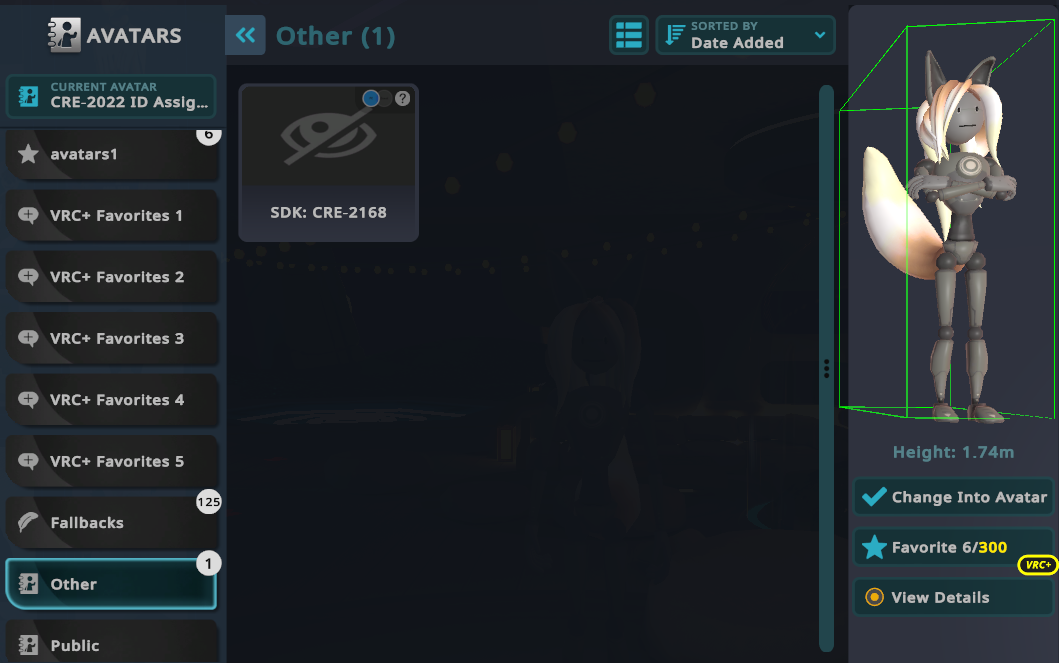 AVATARS
CURRENT AVATAR
CRE-2022 ID Assig...
6
avatars1
VRC+ Favorites 1
VRC+ Favorites 2
VRC+ Favorites 3
VRC+ Favorites 4
VRC+ Favorites 5
125
Fallbacks
1
Other
Public
Other (1)
SORTED BY
Date Added
?
SDK: CRE-2168
Height: 1.74m
Change Into Avatar
Favorite 6/300
VRC+
View Details